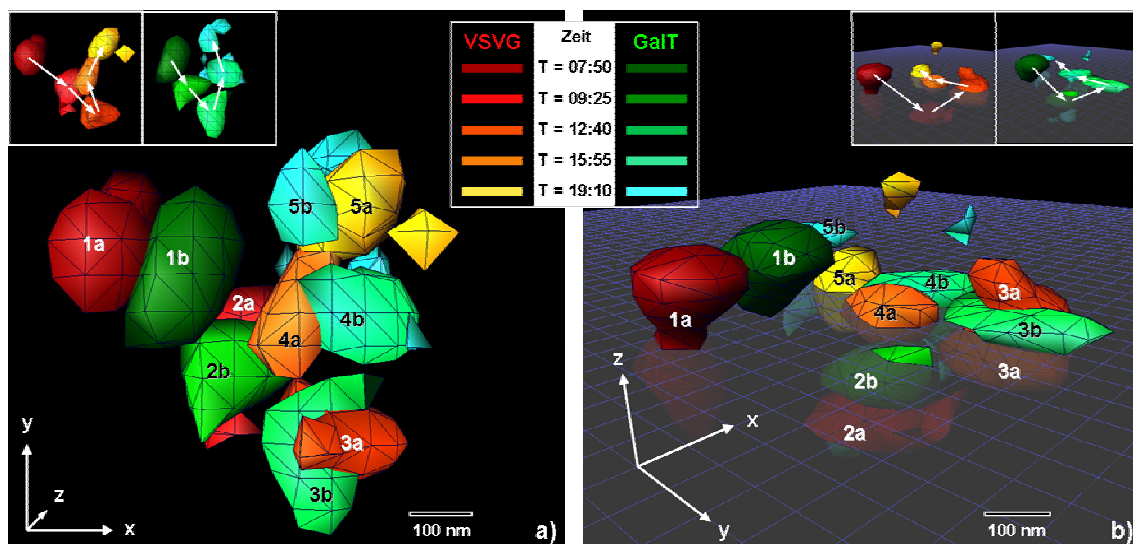 VSVG Zeit GalT
T = 07:50
T = 09:25
T = 12:40
T = 15:55
T = 19:10
1a
1b
2a
2b
3a
3b
4a
4b
5a
5b
y
z
x
100 nm
a)
5b
1b
5a
4b
3a
1a
4a
3b
3a
2b
2a
z
x
y
100 nm
b)